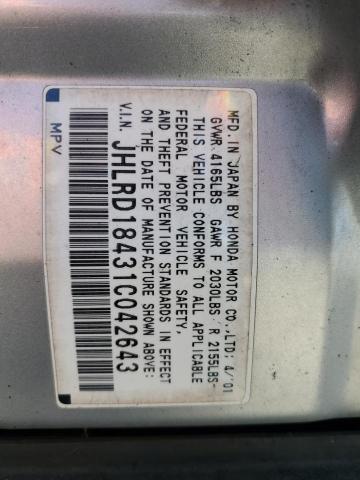 MFD. IN JAPAN BY HONDA MOTOR CO.,LTD: 4/'01
GVWR 4165LBS GAWR F 2030LBS R 2155LBS
THIS VEHICLE CONFORMS TO ALL APPLICABLE
FEDERAL MOTOR VEHICLE SAFETY,
AND THEFT PREVENTION STANDARDS IN EFFECT
ON THE DATE OF MANUFACTURE SHOWN ABOVE:
V.I.N. JHLRD18431C042643
MPV